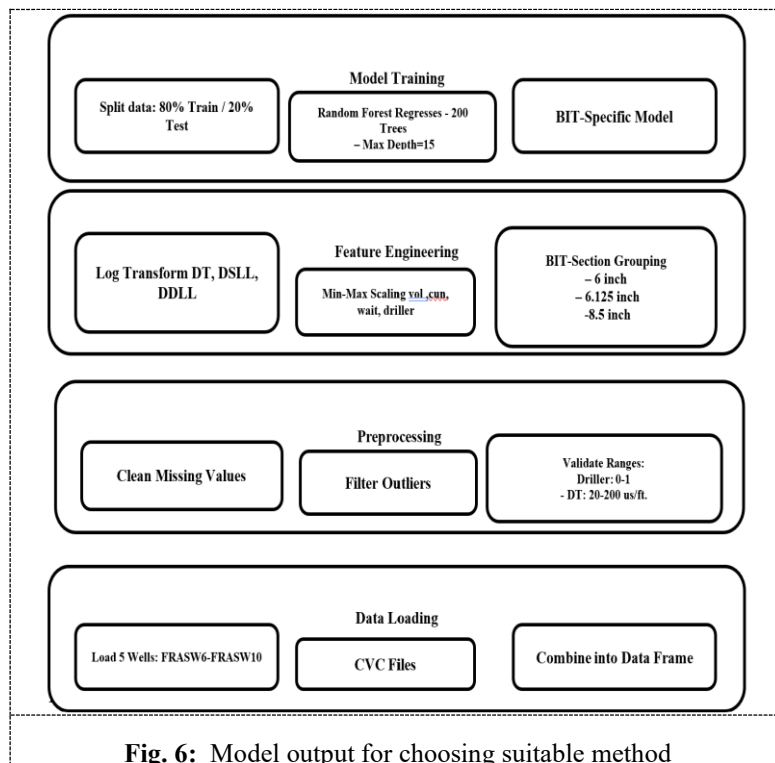 Model Training
Split data: 80% Train / 20%
Test
Random Forest Regresses - 200
Trees
– Max Depth=15
BIT-Specific Model
Feature Engineering
Log Transform DT, DSLL,
DDLL
Min-Max Scaling vol ,cun,
wait, driller
BIT-Section Grouping
– 6 inch
– 6.125 inch
-8.5 inch
Preprocessing
Clean Missing Values
Filter Outliers
Validate Ranges:
Driller: 0-1
- DT: 20-200 us/ft.
Data Loading
Load 5 Wells: FRASW6-FRASW10
CVC Files
Combine into Data Frame
Fig. 6: Model output for choosing suitable method